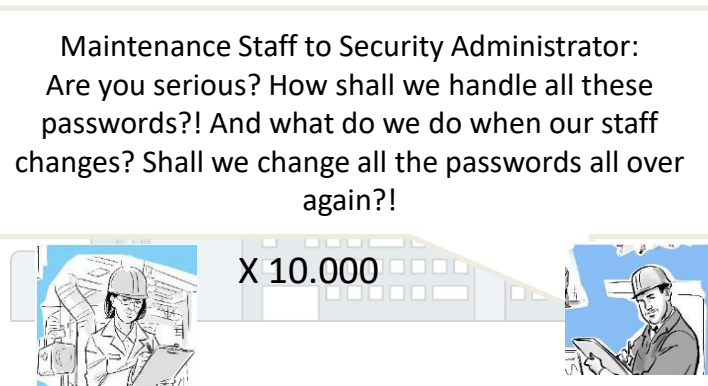 Maintenance Staff to Security Administrator:
Are you serious? How shall we handle all these
passwords?! And what do we do when our staff
changes? Shall we change all the passwords all over
again?!
X 10.000